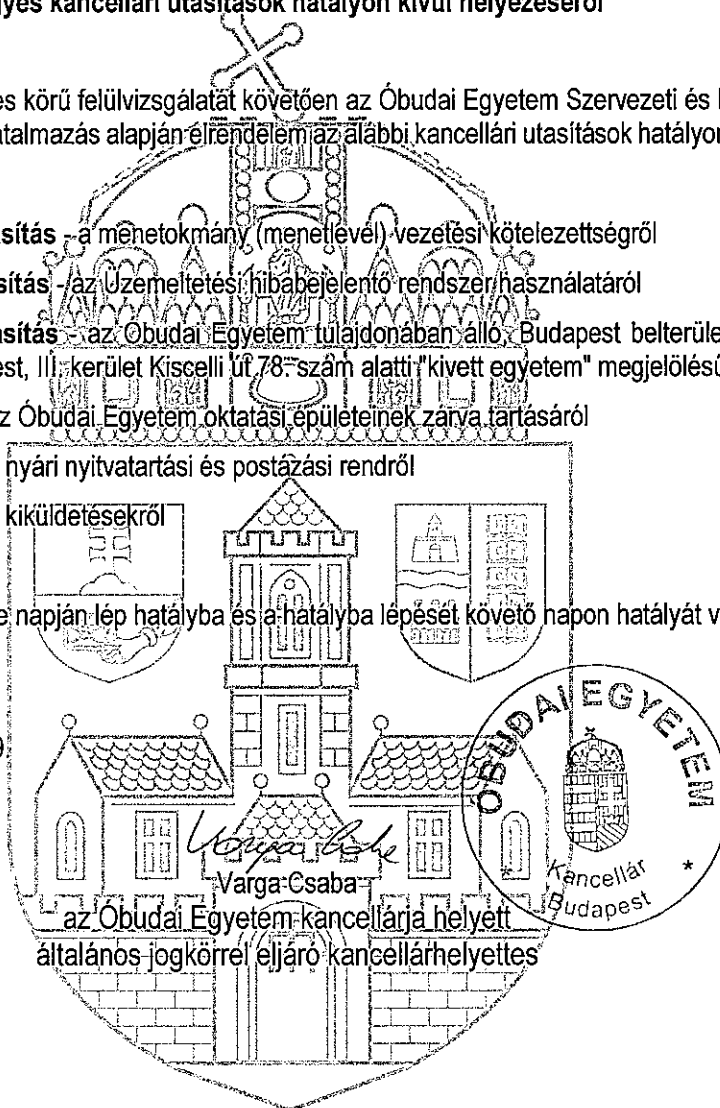 yes kancellári utasítások hatályon kívül helyezéséről
es körű felülvizsgálatát követően az Óbudai Egyetem Szervezeti és
atalmazás alapján elrendelem az alábbi kancellári utasítások hatályo
sítás - a menetokmány (menetlevél) vezetési kötelezettségről
sítás - az Üzemeltetési hibabejelentő rendszer használatáról
sítás - az Óbudai Egyetem tulajdonában álló, Budapest belterüle
est, III. kerület Kiscelli út 78. szám alatti "kivett egyetem" megjelölésű
z Óbudai Egyetem oktatási épületeinek zárva tartásáról
nyári nyitvatartási és postázási rendről
kiküldetésekről
e napján lép hatályba és a hatályba lépését követő napon hatályát v
ÓBUDAI EGYETEM
Kancellár
Budapest
Varga Csaba
az Óbudai Egyetem kancellárja helyett
általános jogkörrel eljáró kancellárhelyettes